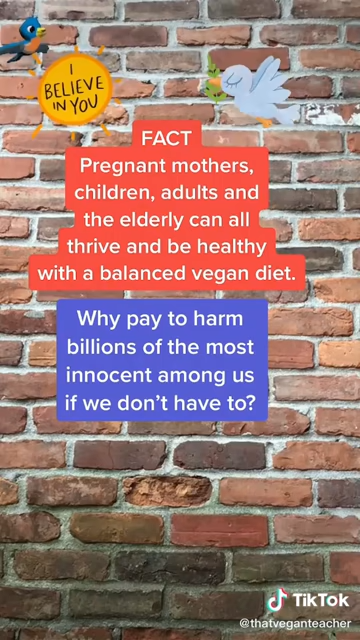 I
BELIEVE
IN YOU
FACT
Pregnant mothers,
children, adults and
the elderly can all
thrive and be healthy
with a balanced vegan diet.
Why pay to harm
billions of the most
innocent among us
if we don’t have to?
TikTok
@thatveganteacher